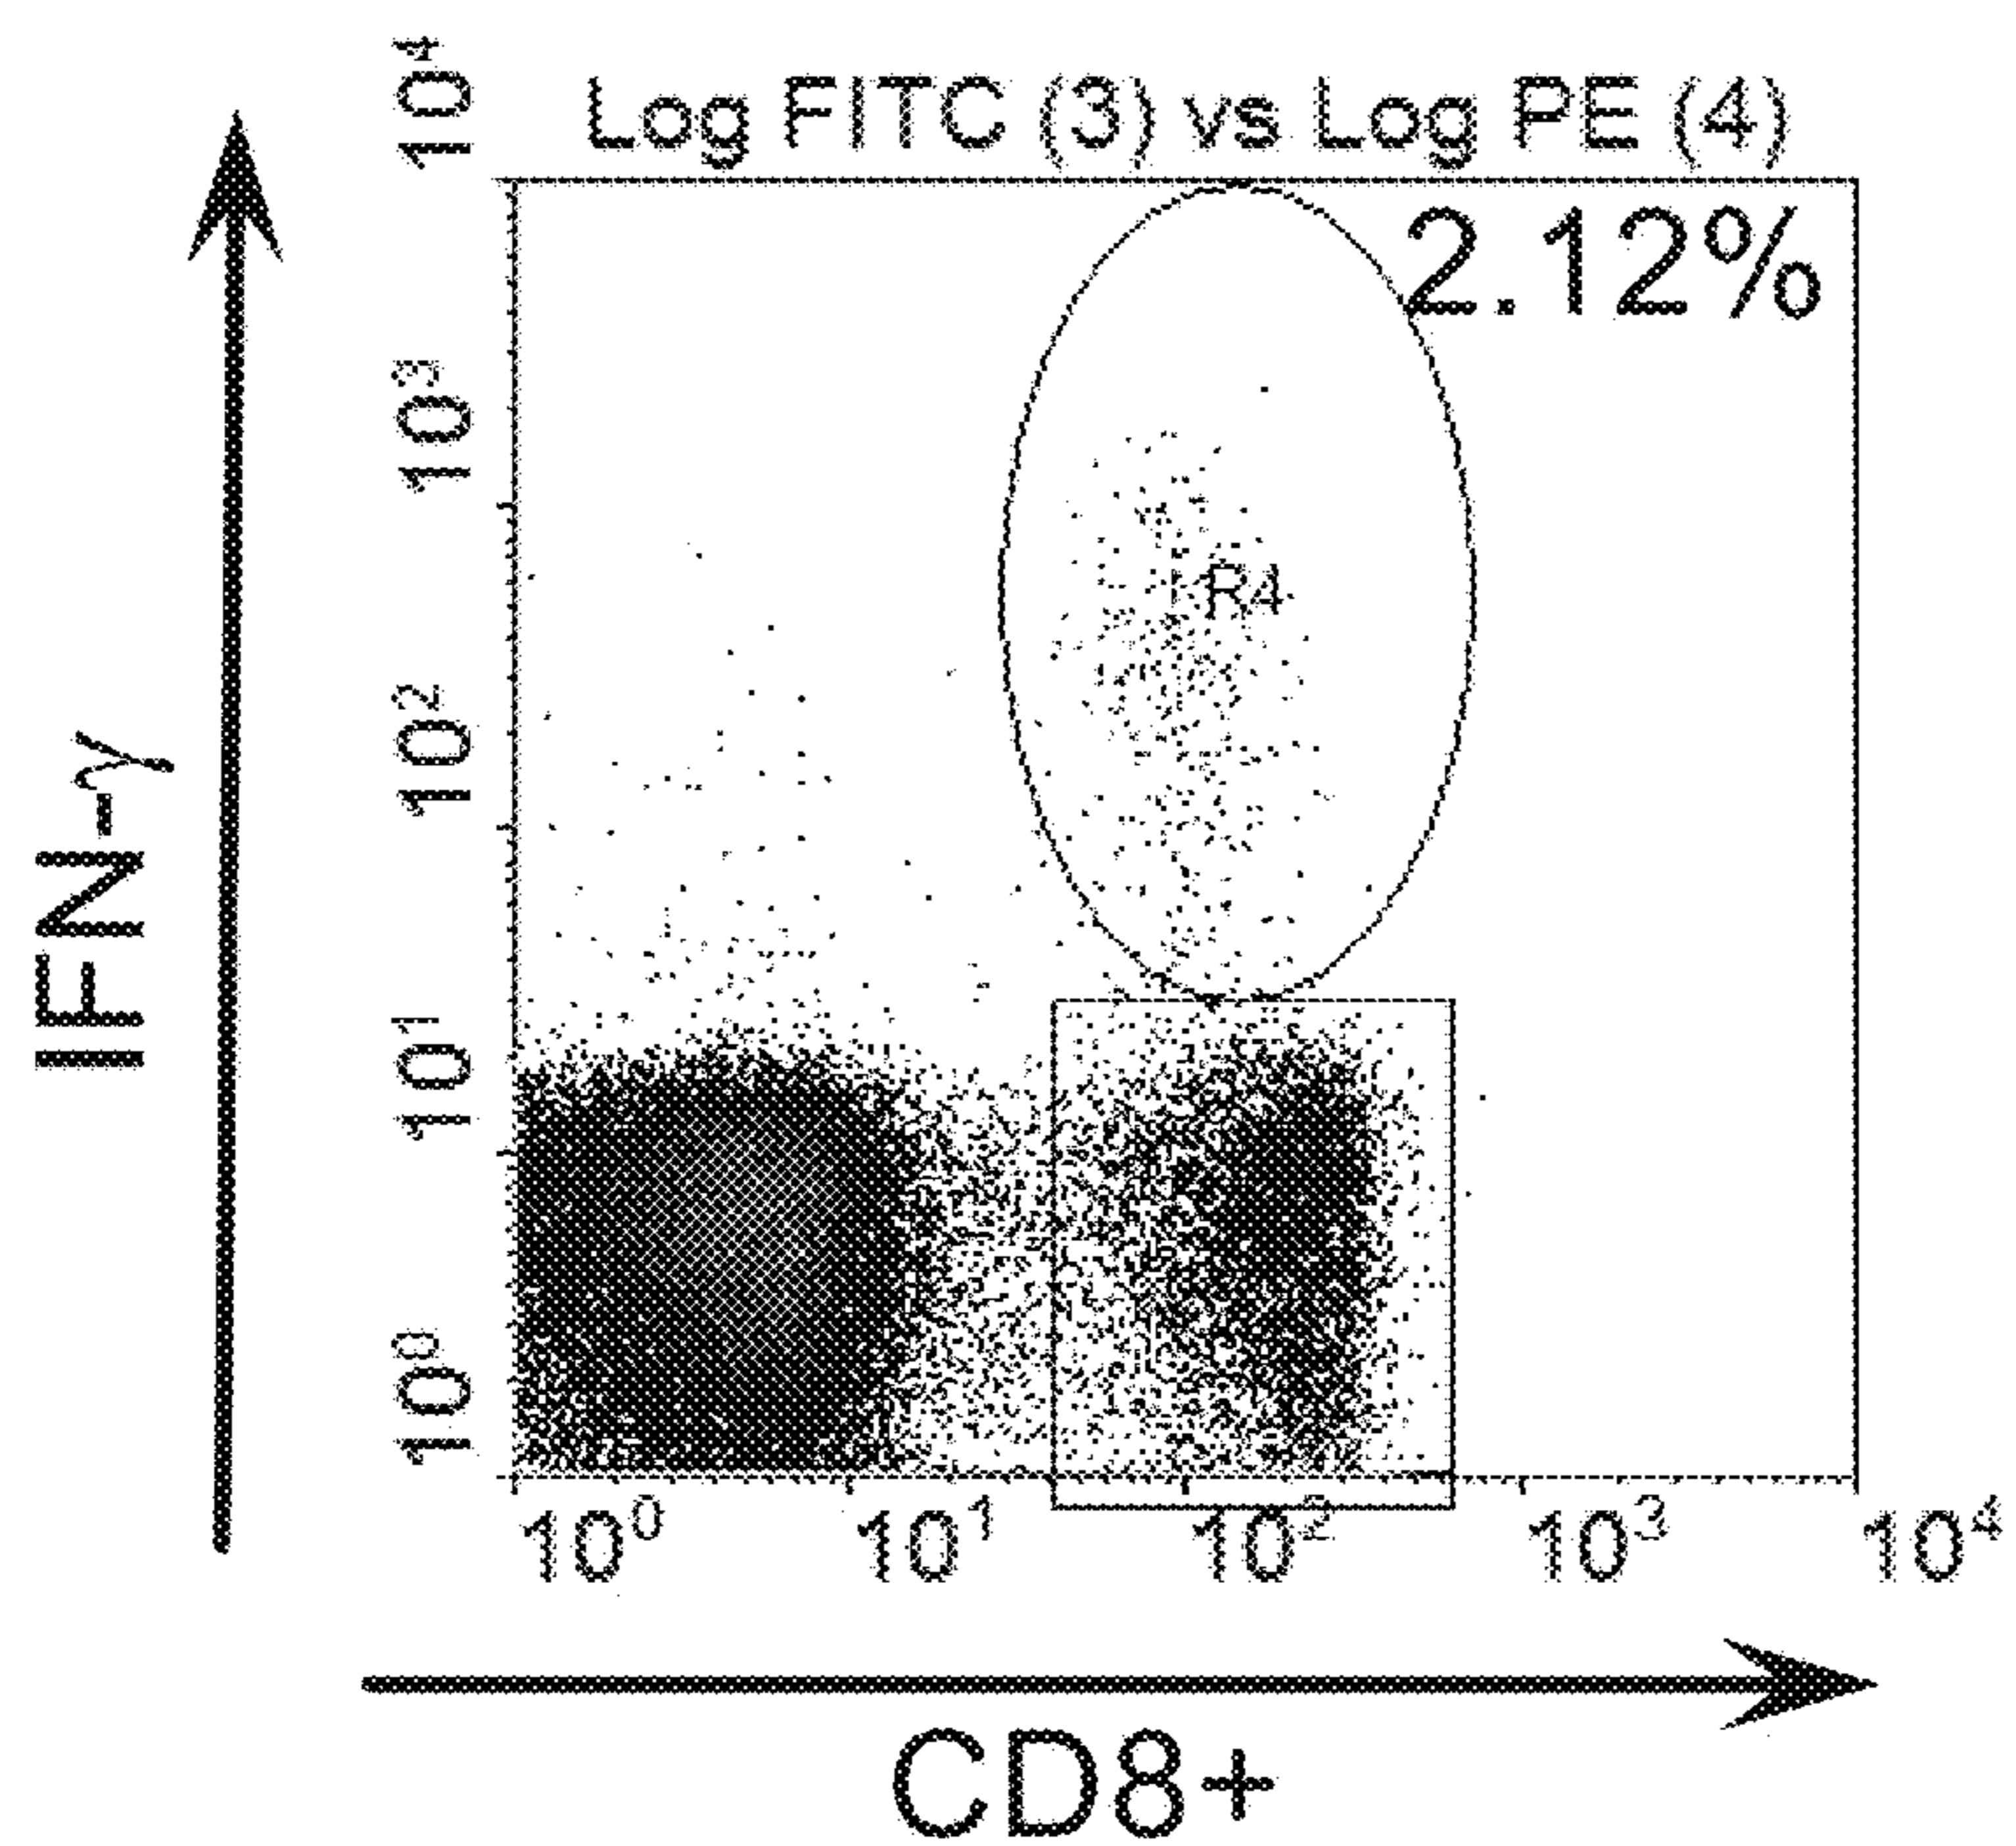 Log FITC (3) vs Log PE (4)
2.12%
10⁴
10³
10²
10¹
10⁰
IFN-γ
R4
10⁰ 10¹ 10² 10³ 10⁴
CD8+